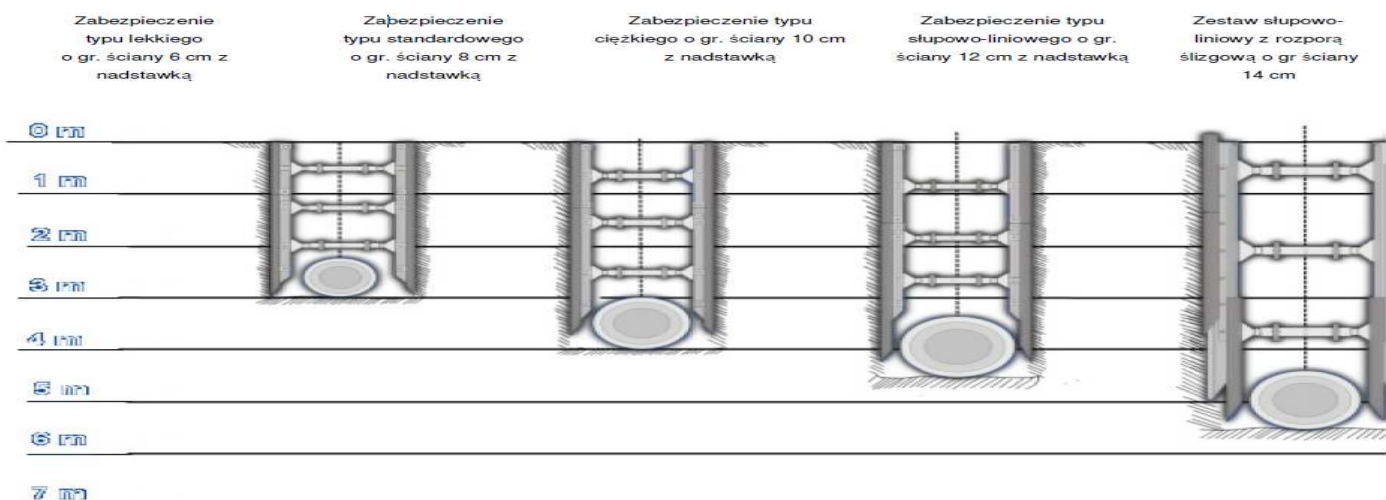 Zabezpieczenie
typu lekkiego
o gr. ściany 6 cm z
nadstawką
Zabezpieczenie
typu standardowego
o gr. ściany 8 cm z
nadstawką
Zabezpieczenie typu
ciężkiego o gr. ściany 10 cm
z nadstawką
Zabezpieczenie typu
słupowo-liniowego o gr.
ściany 12 cm z nadstawką
Zestaw słupowo-
liniowy z rozporą
ślizgową o gr ściany
14 cm
0 m
1 m
2 m
3 m
4 m
5 m
6 m
7 m